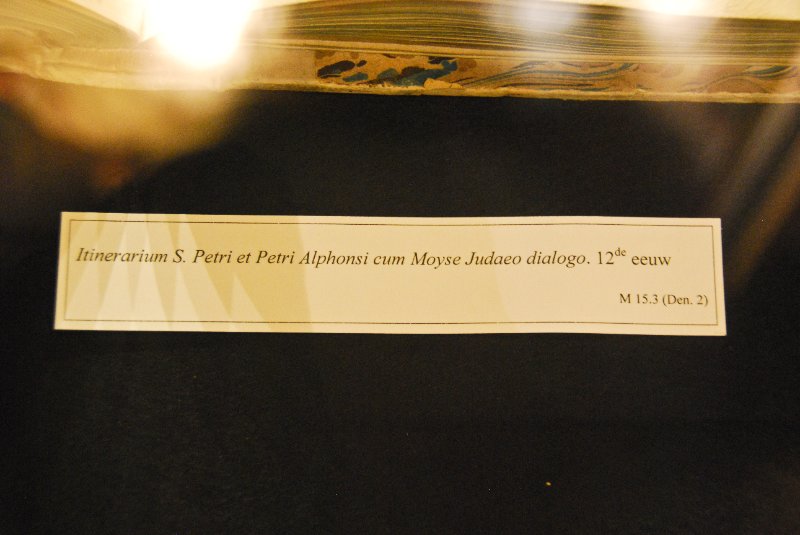 Itinerarium S. Petri et Petri Alphonsi cum Moyse Judaeo dialogo. 12de eeuw
M 15.3 (Den. 2)